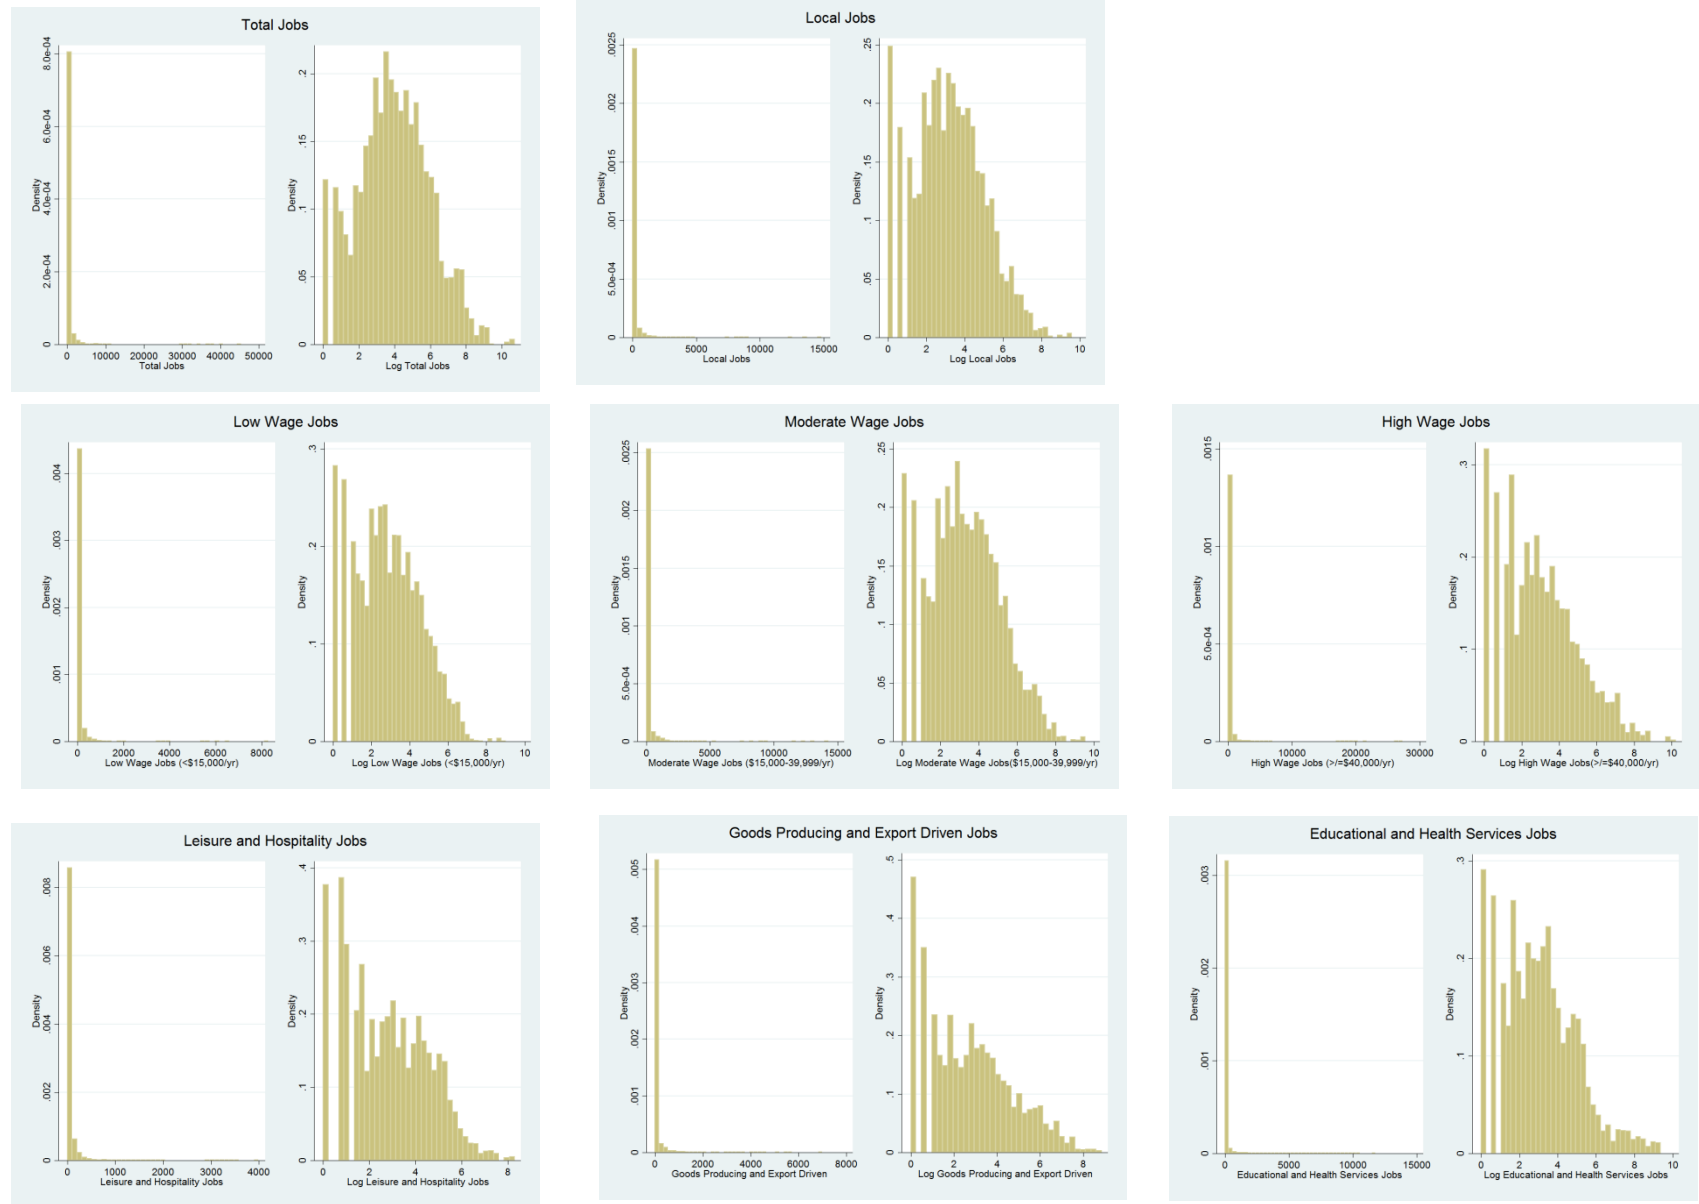 Total Jobs
Density
0 2.0e-04 4.0e-04 6.0e-04 8.0e-04
0 10000 20000 30000 40000 50000
Total Jobs
Density
0 .05 .1 .15 .2
0 2 4 6 8 10
Log Total Jobs
Local Jobs
Density
0 5.0e-04 .001 .0015 .002 .0025
0 5000 10000 15000
Local Jobs
Density
0 .05 .1 .15 .2 .25
0 2 4 6 8 10
Log Local Jobs
Low Wage Jobs
Density
0 .001 .002 .003 .004
0 2000 4000 6000 8000
Low Wage Jobs (<$15,000/yr)
Density
0 .1 .2 .3
0 2 4 6 8 10
Log Low Wage Jobs (<$15,000/yr)
Moderate Wage Jobs
Density
0 5.0e-04 .001 .0015 .002 .0025
0 5000 10000 15000
Moderate Wage Jobs ($15,000-39,999/yr)
Density
0 .05 .1 .15 .2 .25
0 2 4 6 8 10
Log Moderate Wage Jobs($15,000-39,999/yr)
High Wage Jobs
Density
0 5.0e-04 .001 .0015
0 10000 20000 30000
High Wage Jobs (>/=$40,000/yr)
Density
0 .1 .2 .3
0 2 4 6 8 10
Log High Wage Jobs(>/=$40,000/yr)
Leisure and Hospitality Jobs
Density
0 .002 .004 .006 .008
0 1000 2000 3000 4000
Leisure and Hospitality Jobs
Density
0 .1 .2 .3 .4
0 2 4 6 8
Log Leisure and Hospitality Jobs
Goods Producing and Export Driven Jobs
Density
0 .001 .002 .003 .004 .005
0 2000 4000 6000 8000
Goods Producing and Export Driven
Density
0 .1 .2 .3 .4 .5
0 2 4 6 8
Log Goods Producing and Export Driven
Educational and Health Services Jobs
Density
0 .001 .002 .003
0 5000 10000 15000
Educational and Health Services Jobs
Density
0 .1 .2 .3
0 2 4 6 8 10
Log Educational and Health Services Jobs